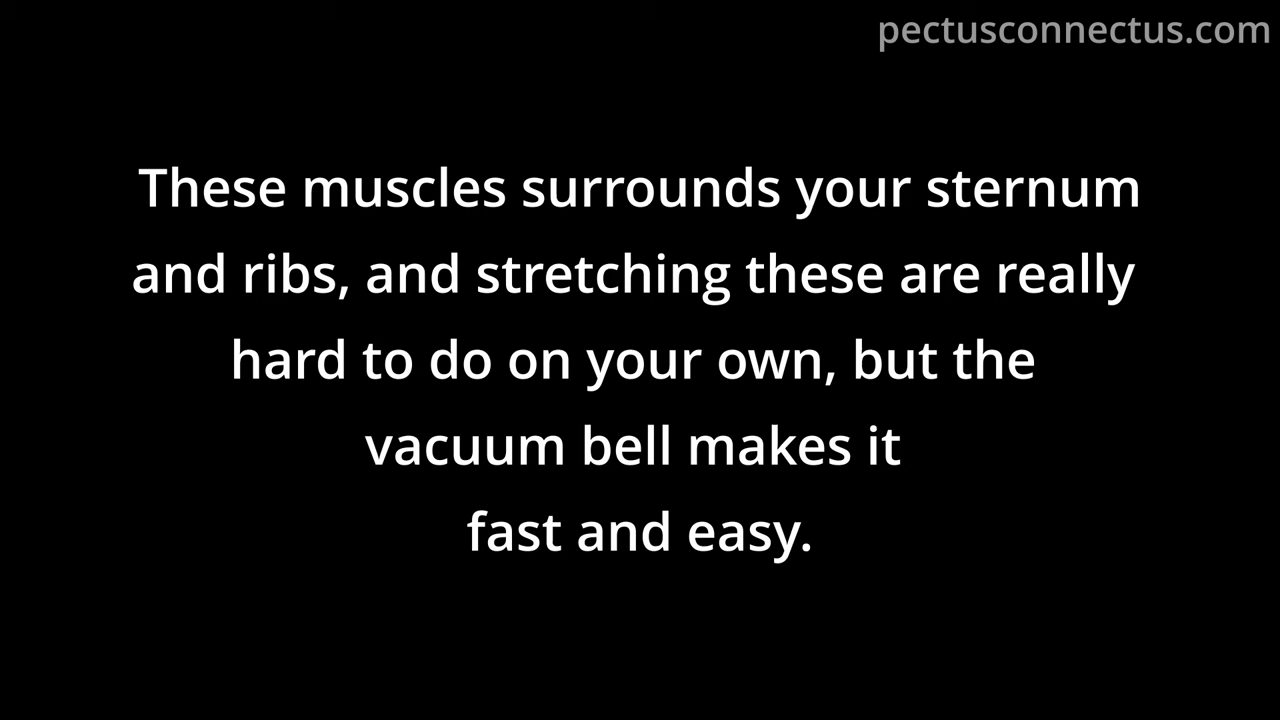 pectusconnectus.com
These muscles surrounds your sternum
and ribs, and stretching these are really
hard to do on your own, but the
vacuum bell makes it
fast and easy.